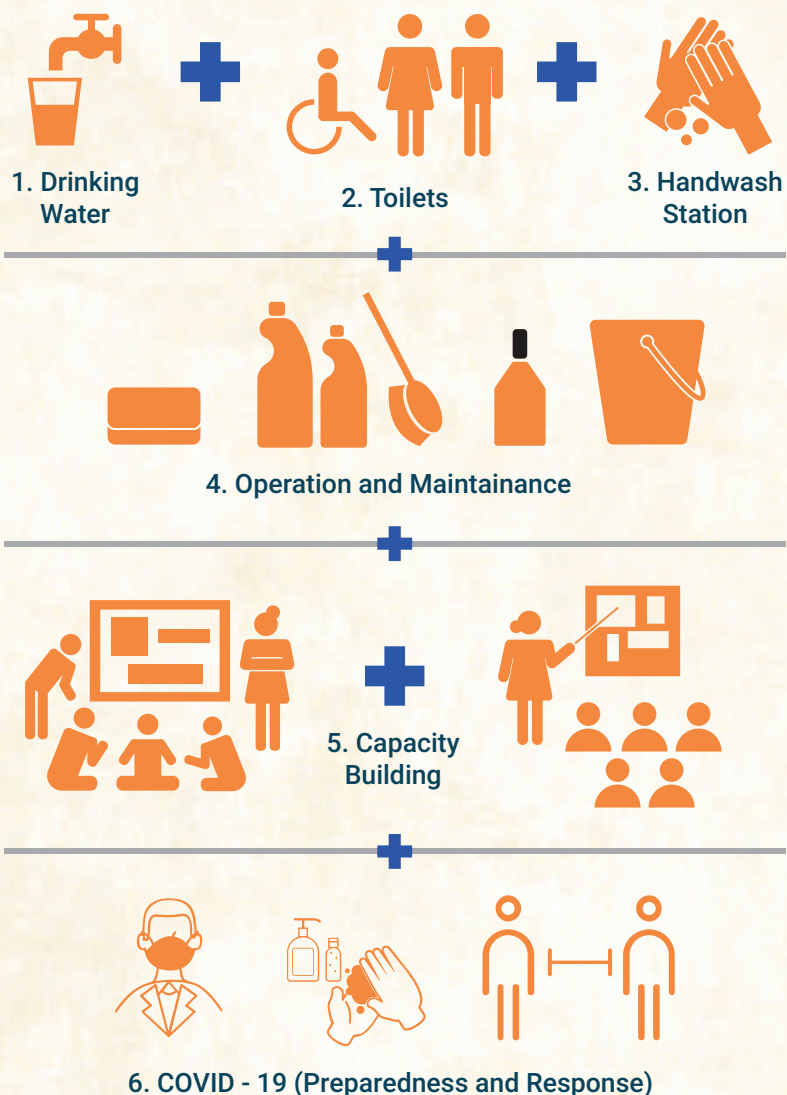 1. Drinking
Water
2. Toilets
3. Handwash
Station
4. Operation and Maintainance
5. Capacity
Building
6. COVID - 19 (Preparedness and Response)